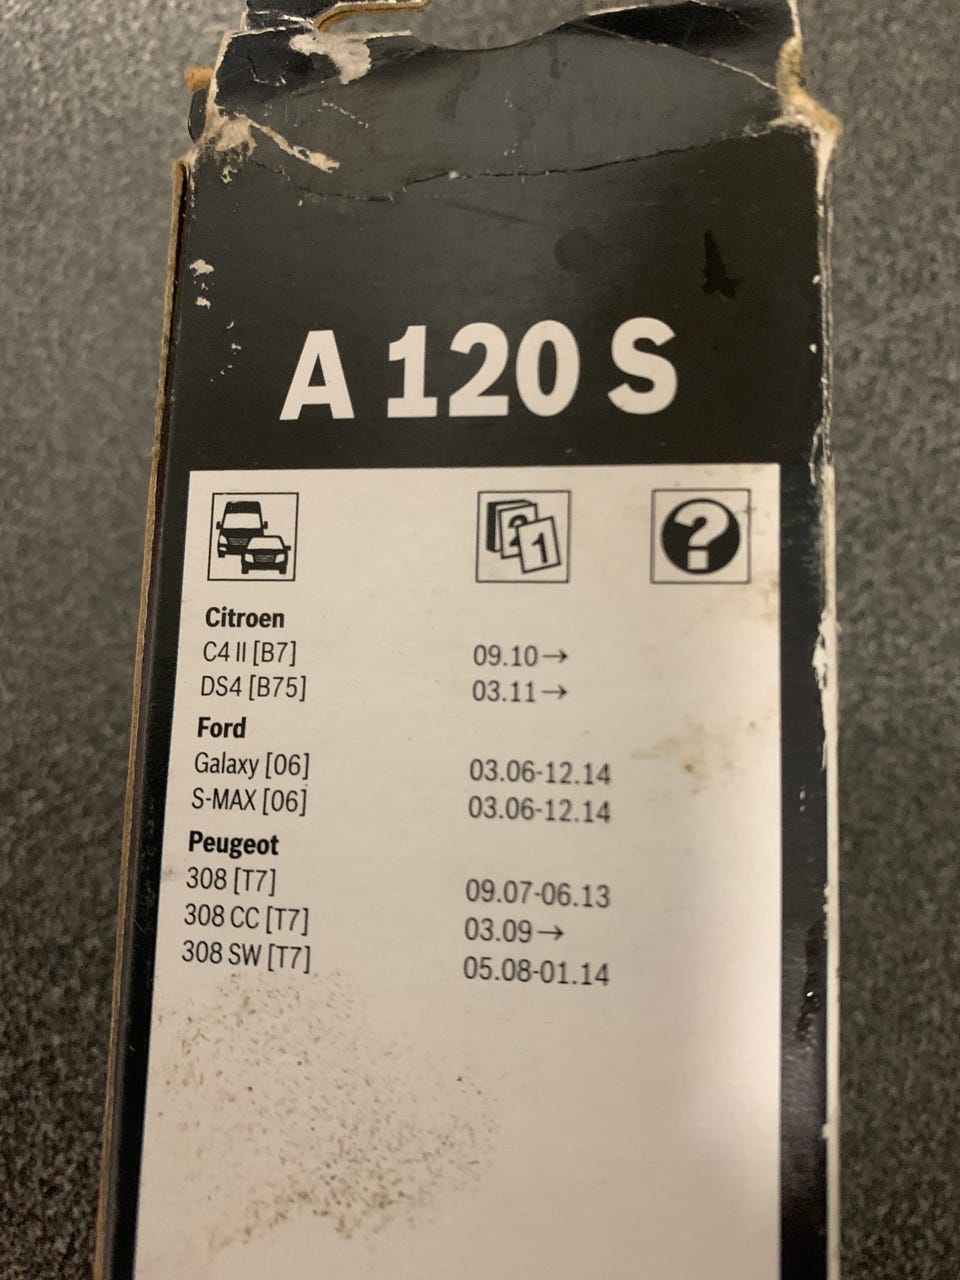 A 120 S
2 1
?
Citroen
C4 II [B7] 09.10→
DS4 [B75] 03.11→
Ford
Galaxy [06] 03.06-12.14
S-MAX [06] 03.06-12.14
Peugeot
308 [T7] 09.07-06.13
308 CC [T7] 03.09→
308 SW [T7] 05.08-01.14